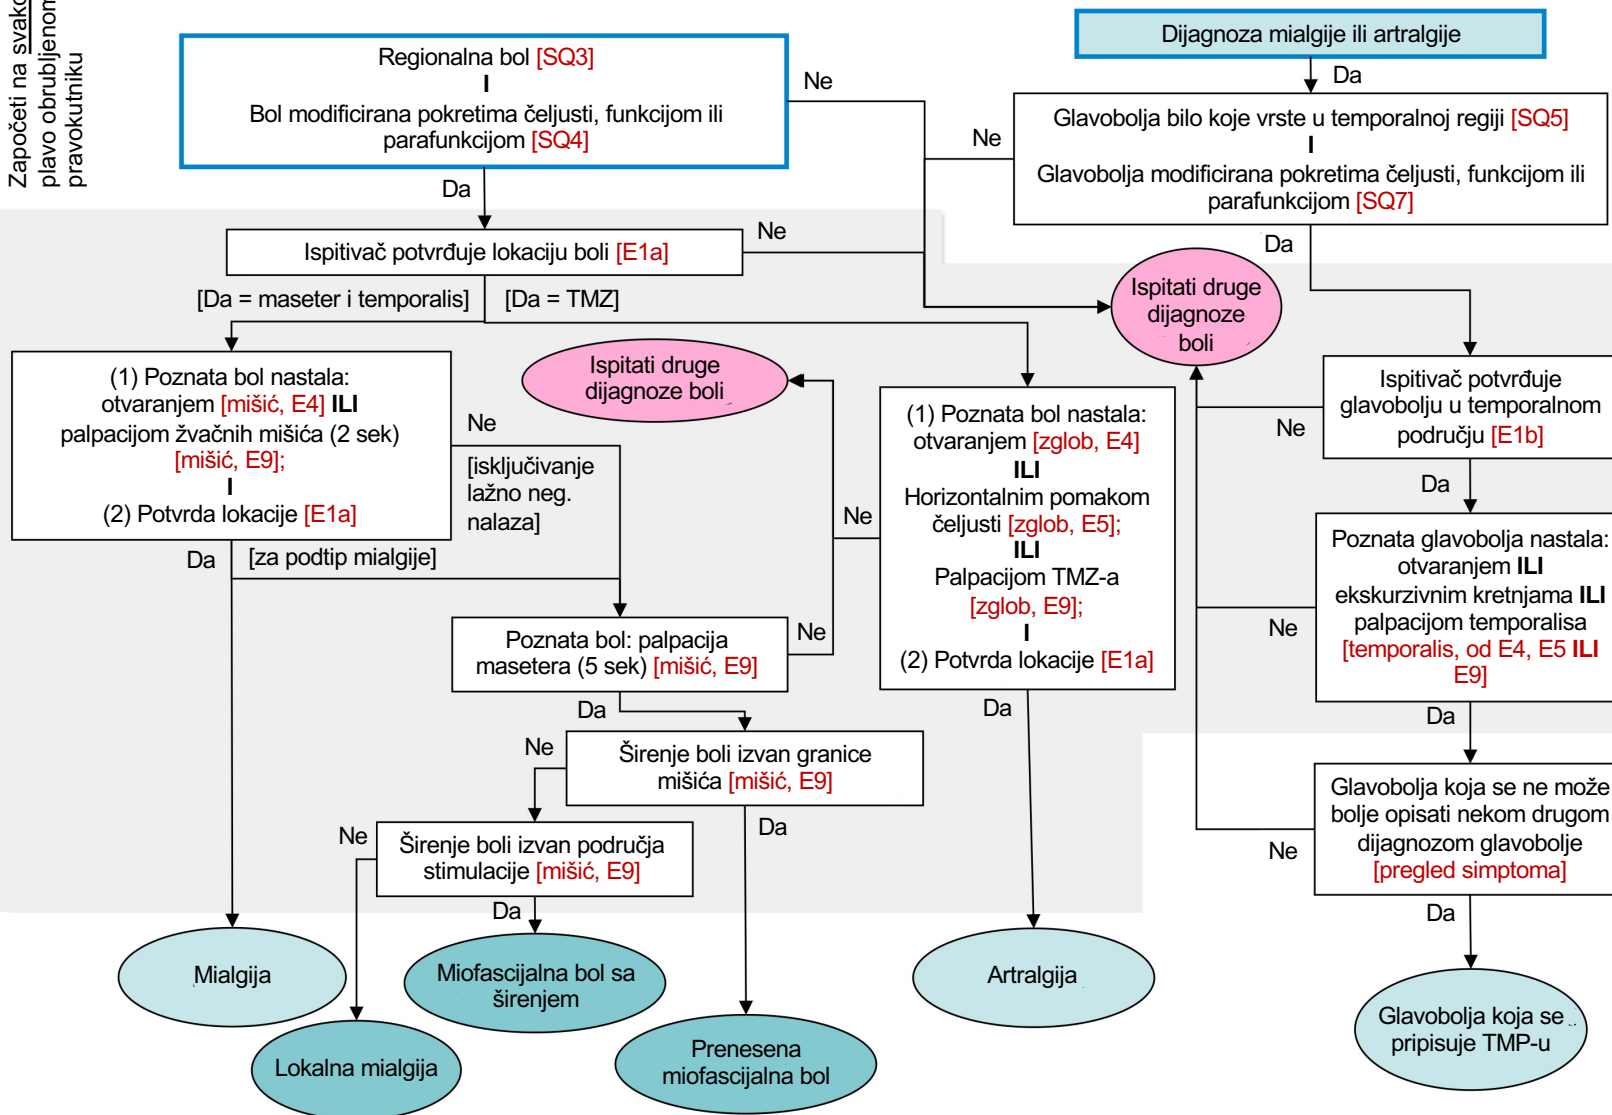 Započeti na svako
plavo obrubljenom
pravokutniku
Regionalna bol [SQ3]
I
Bol modificirana pokretima čeljusti, funkcijom ili
parafunkcijom [SQ4]
Ne
Da
Dijagnoza mialgije ili artralgije
Da
Glavobolja bilo koje vrste u temporalnoj regiji [SQ5]
I
Glavobolja modificirana pokretima čeljusti, funkcijom ili
parafunkcijom [SQ7]
Ne
Da
Ispitivač potvrđuje lokaciju boli [E1a]
Ne
[Da = maseter i temporalis]
[Da = TMZ]
Ispitati druge
dijagnoze
boli
Ispitati druge
dijagnoze boli
(1) Poznata bol nastala:
otvaranjem [mišić, E4] ILI
palpacijom žvačnih mišića (2 sek)
[mišić, E9];
I
(2) Potvrda lokacije [E1a]
Ne
[isključivanje
lažno neg.
nalaza]
Da
[za podtip mialgije]
(1) Poznata bol nastala:
otvaranjem [zglob, E4]
ILI
Horizontalnim pomakom
čeljusti [zglob, E5];
ILI
Palpacijom TMZ-a
[zglob, E9];
I
(2) Potvrda lokacije [E1a]
Ne
Da
Ispitivač potvrđuje
glavobolju u temporalnom
području [E1b]
Ne
Da
Poznata glavobolja nastala:
otvaranjem ILI
ekskurzivnim kretnjama ILI
palpacijom temporalisa
[temporalis, od E4, E5 ILI
E9]
Ne
Da
Poznata bol: palpacija
masetera (5 sek) [mišić, E9]
Ne
Da
Širenje boli izvan granice
mišića [mišić, E9]
Ne
Da
Širenje boli izvan područja
stimulacije [mišić, E9]
Ne
Da
Glavobolja koja se ne može
bolje opisati nekom drugom
dijagnozom glavobolje
[pregled simptoma]
Ne
Da
Mialgija
Miofascijalna bol sa
širenjem
Artralgija
Lokalna mialgija
Prenesena
miofascijalna bol
Glavobolja koja se
pripisuje TMP-u